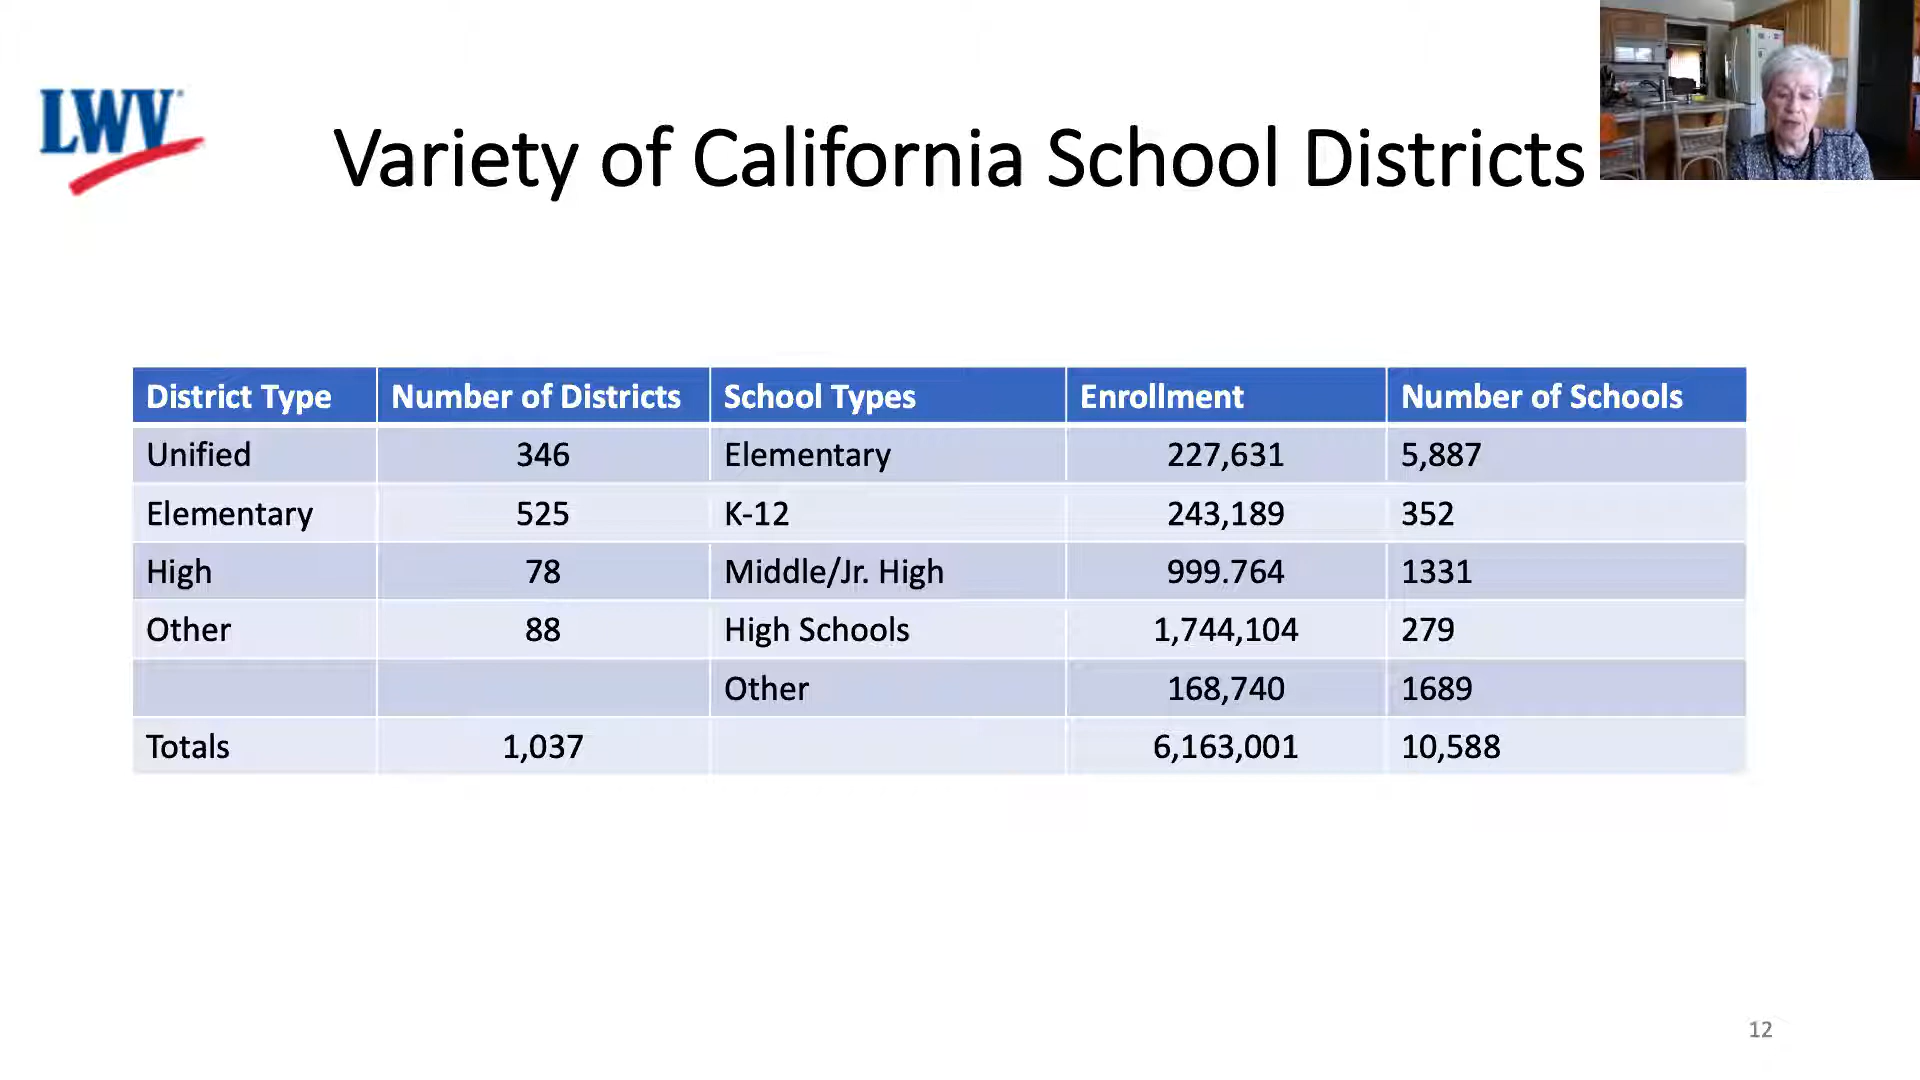 LWV
Variety of California School Districts
District Type Number of Districts School Types Enrollment Number of Schools
Unified 346 Elementary 227,631 5,887
Elementary 525 K-12 243,189 352
High 78 Middle/Jr. High 999.764 1331
Other 88 High Schools 1,744,104 279
Other 168,740 1689
Totals 1,037 6,163,001 10,588
12